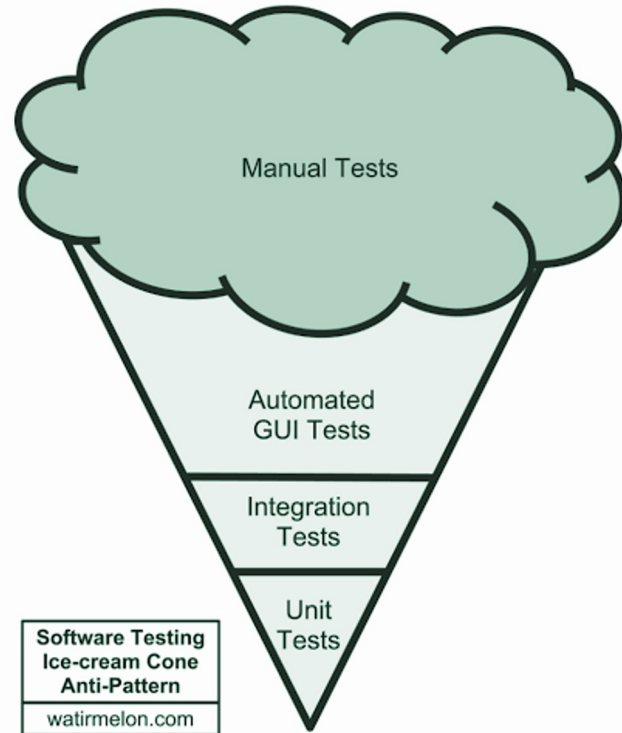 Manual Tests
Automated
GUI Tests
Integration
Tests
Unit
Tests
Software Testing
Ice-cream Cone
Anti-Pattern
watirmelon.com